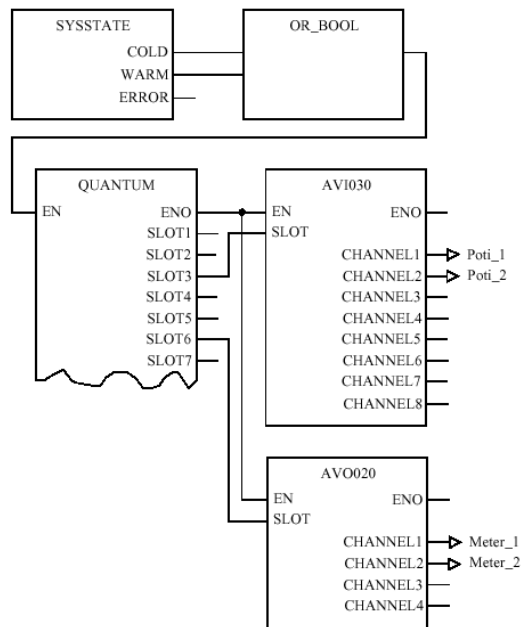 SYSSTATE
COLD
WARM
ERROR
OR_BOOL
QUANTUM
EN ENO
SLOT1
SLOT2
SLOT3
SLOT4
SLOT5
SLOT6
SLOT7
AVI030
EN ENO
SLOT
CHANNEL1 Poti_1
CHANNEL2 Poti_2
CHANNEL3
CHANNEL4
CHANNEL5
CHANNEL6
CHANNEL7
CHANNEL8
AVO020
EN ENO
SLOT
CHANNEL1 Meter_1
CHANNEL2 Meter_2
CHANNEL3
CHANNEL4